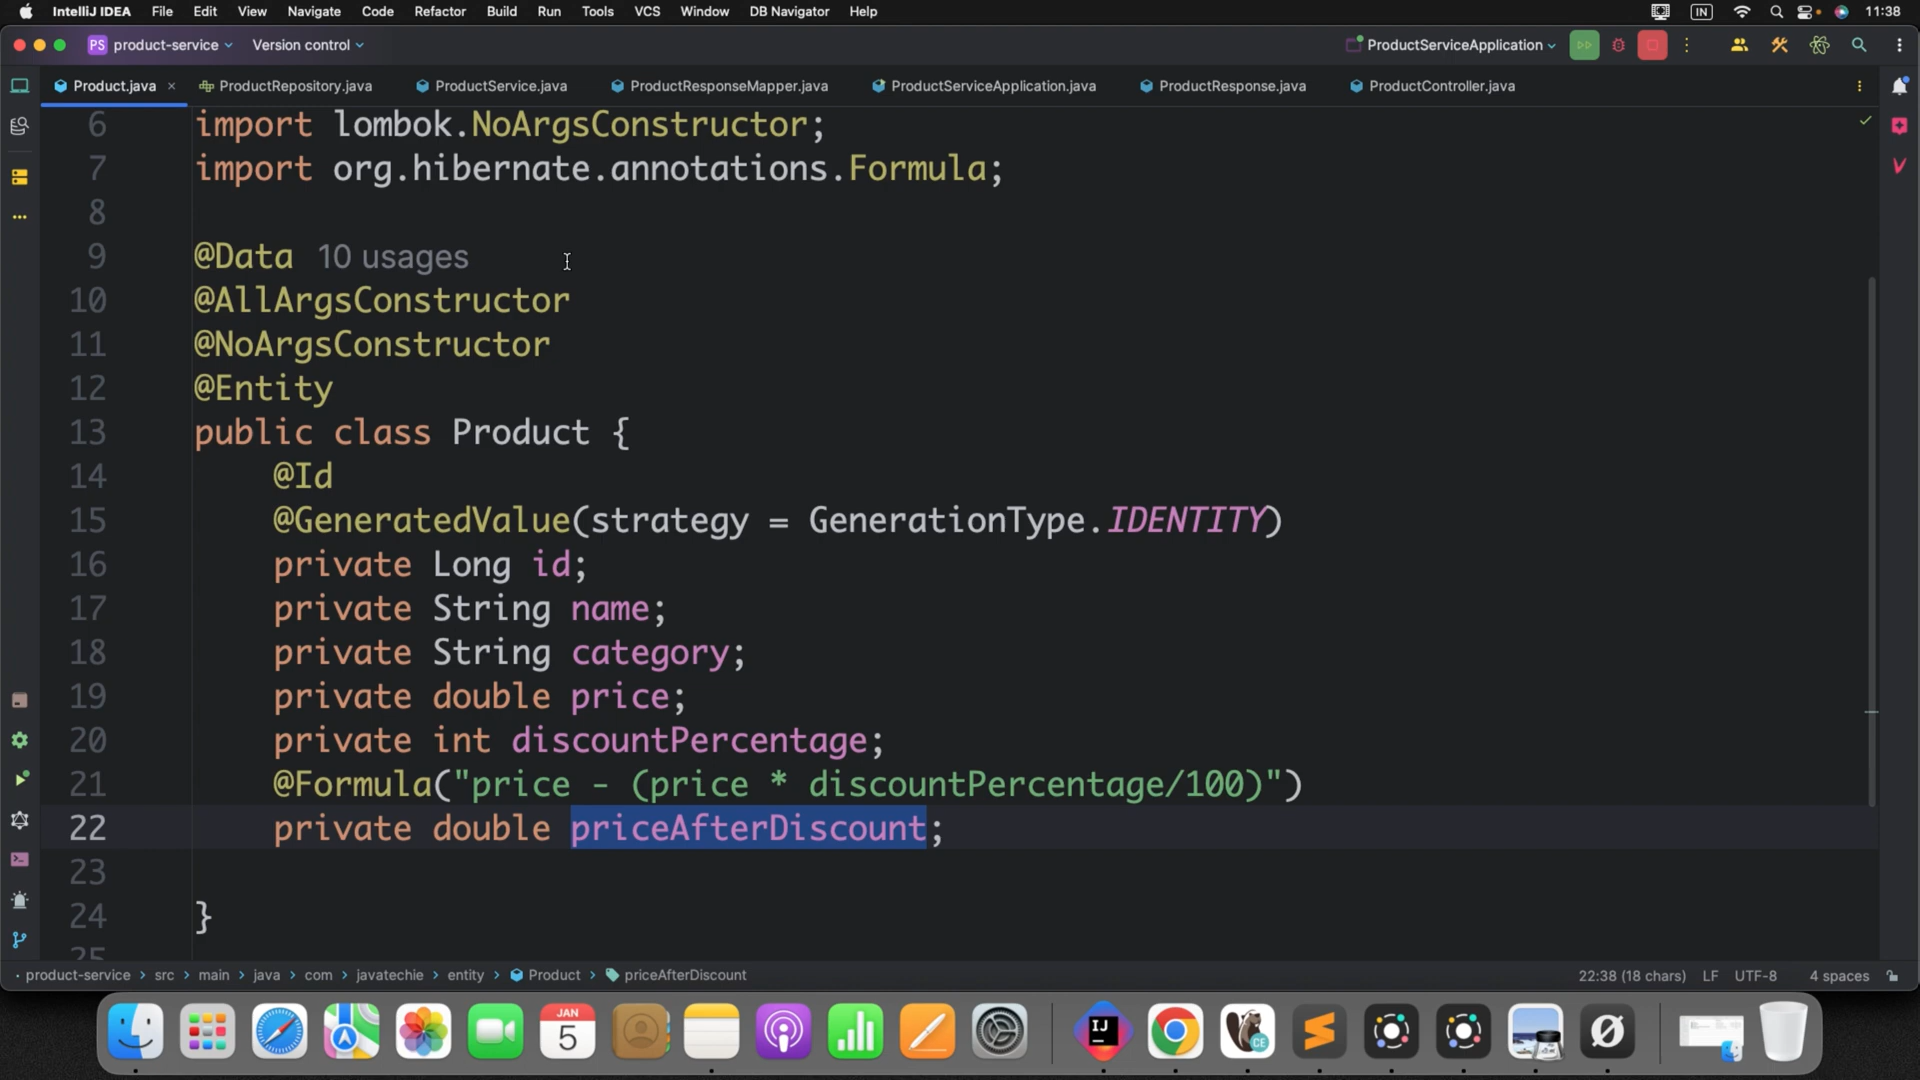 IntelliJ IDEA File Edit View Navigate Code Refactor Build Run Tools VCS Window DB Navigator Help IN 11:38
PS product-service Version control ProductServiceApplication
Product.java ProductRepository.java ProductService.java ProductResponseMapper.java ProductServiceApplication.java ProductResponse.java ProductController.java
6 import lombok.NoArgsConstructor;
7 import org.hibernate.annotations.Formula;
8
9 @Data 10 usages
10 @AllArgsConstructor
11 @NoArgsConstructor
12 @Entity
13 public class Product {
14 @Id
15 @GeneratedValue(strategy = GenerationType.IDENTITY)
16 private Long id;
17 private String name;
18 private String category;
19 private double price;
20 private int discountPercentage;
21 @Formula("price - (price * discountPercentage/100)")
22 private double priceAfterDiscount;
23
24 }
25
product-service > src > main > java > com > javatechie > entity > Product > priceAfterDiscount 22:38 (18 chars) LF UTF-8 4 spaces
JAN
5
IJ
CE